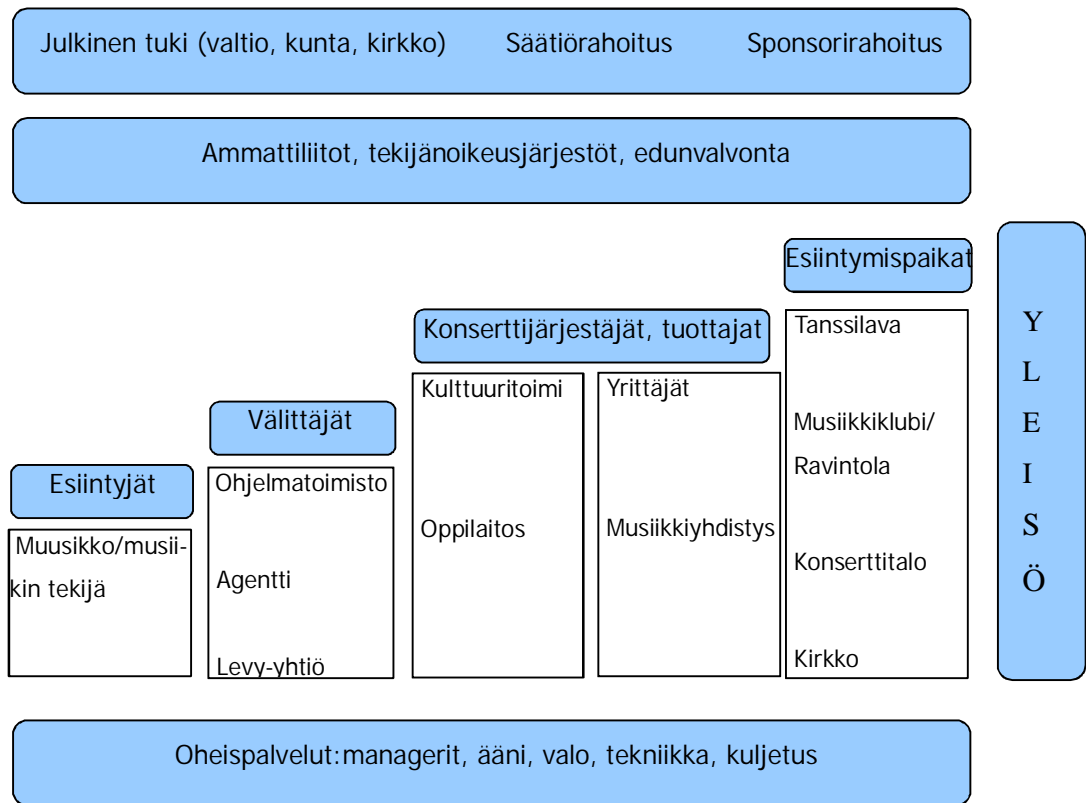 Julkinen tuki (valtio, kunta, kirkko) Säätiörahoitus Sponsorirahoitus
Ammattiliitot, tekijänoikeusjärjestöt, edunvalvonta
Esiintyjät
Muusikko/musii-
kin tekijä
Välittäjät
Ohjelmatoimisto
Agentti
Levy-yhtiö
Konserttijärjestäjät, tuottajat
Kulttuuritoimi
Oppilaitos
Yrittäjät
Musiikkiyhdistys
Esiintymispaikat
Tanssilava
Musiikkiklubi/
Ravintola
Konserttitalo
Kirkko
Y
L
E
I
S
Ö
Oheispalvelut:managerit, ääni, valo, tekniikka, kuljetus